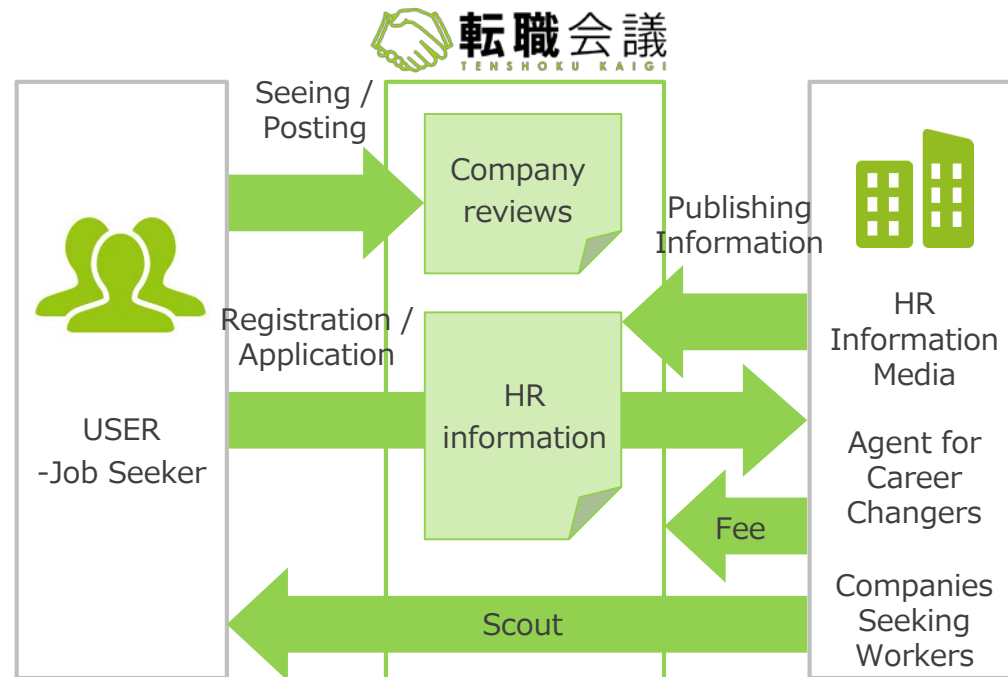 転職会議
TENSHOKU KAIGI
Seeing /
Posting
Company
reviews
Publishing
Information
Registration /
Application
HR
information
USER
-Job Seeker
HR
Information
Media
Agent for
Career
Changers
Fee
Companies
Seeking
Workers
Scout